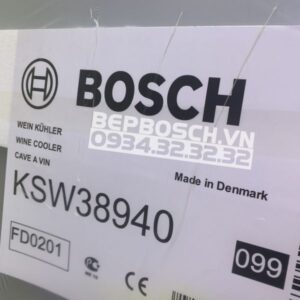 BOSCH
BEPBOSCH.VN
0934.32.32.32
WEIN KÜHLER
WINE COOLER
CAVE A VIN
Made in Denmark
KSW38940
FD0201
CE
099